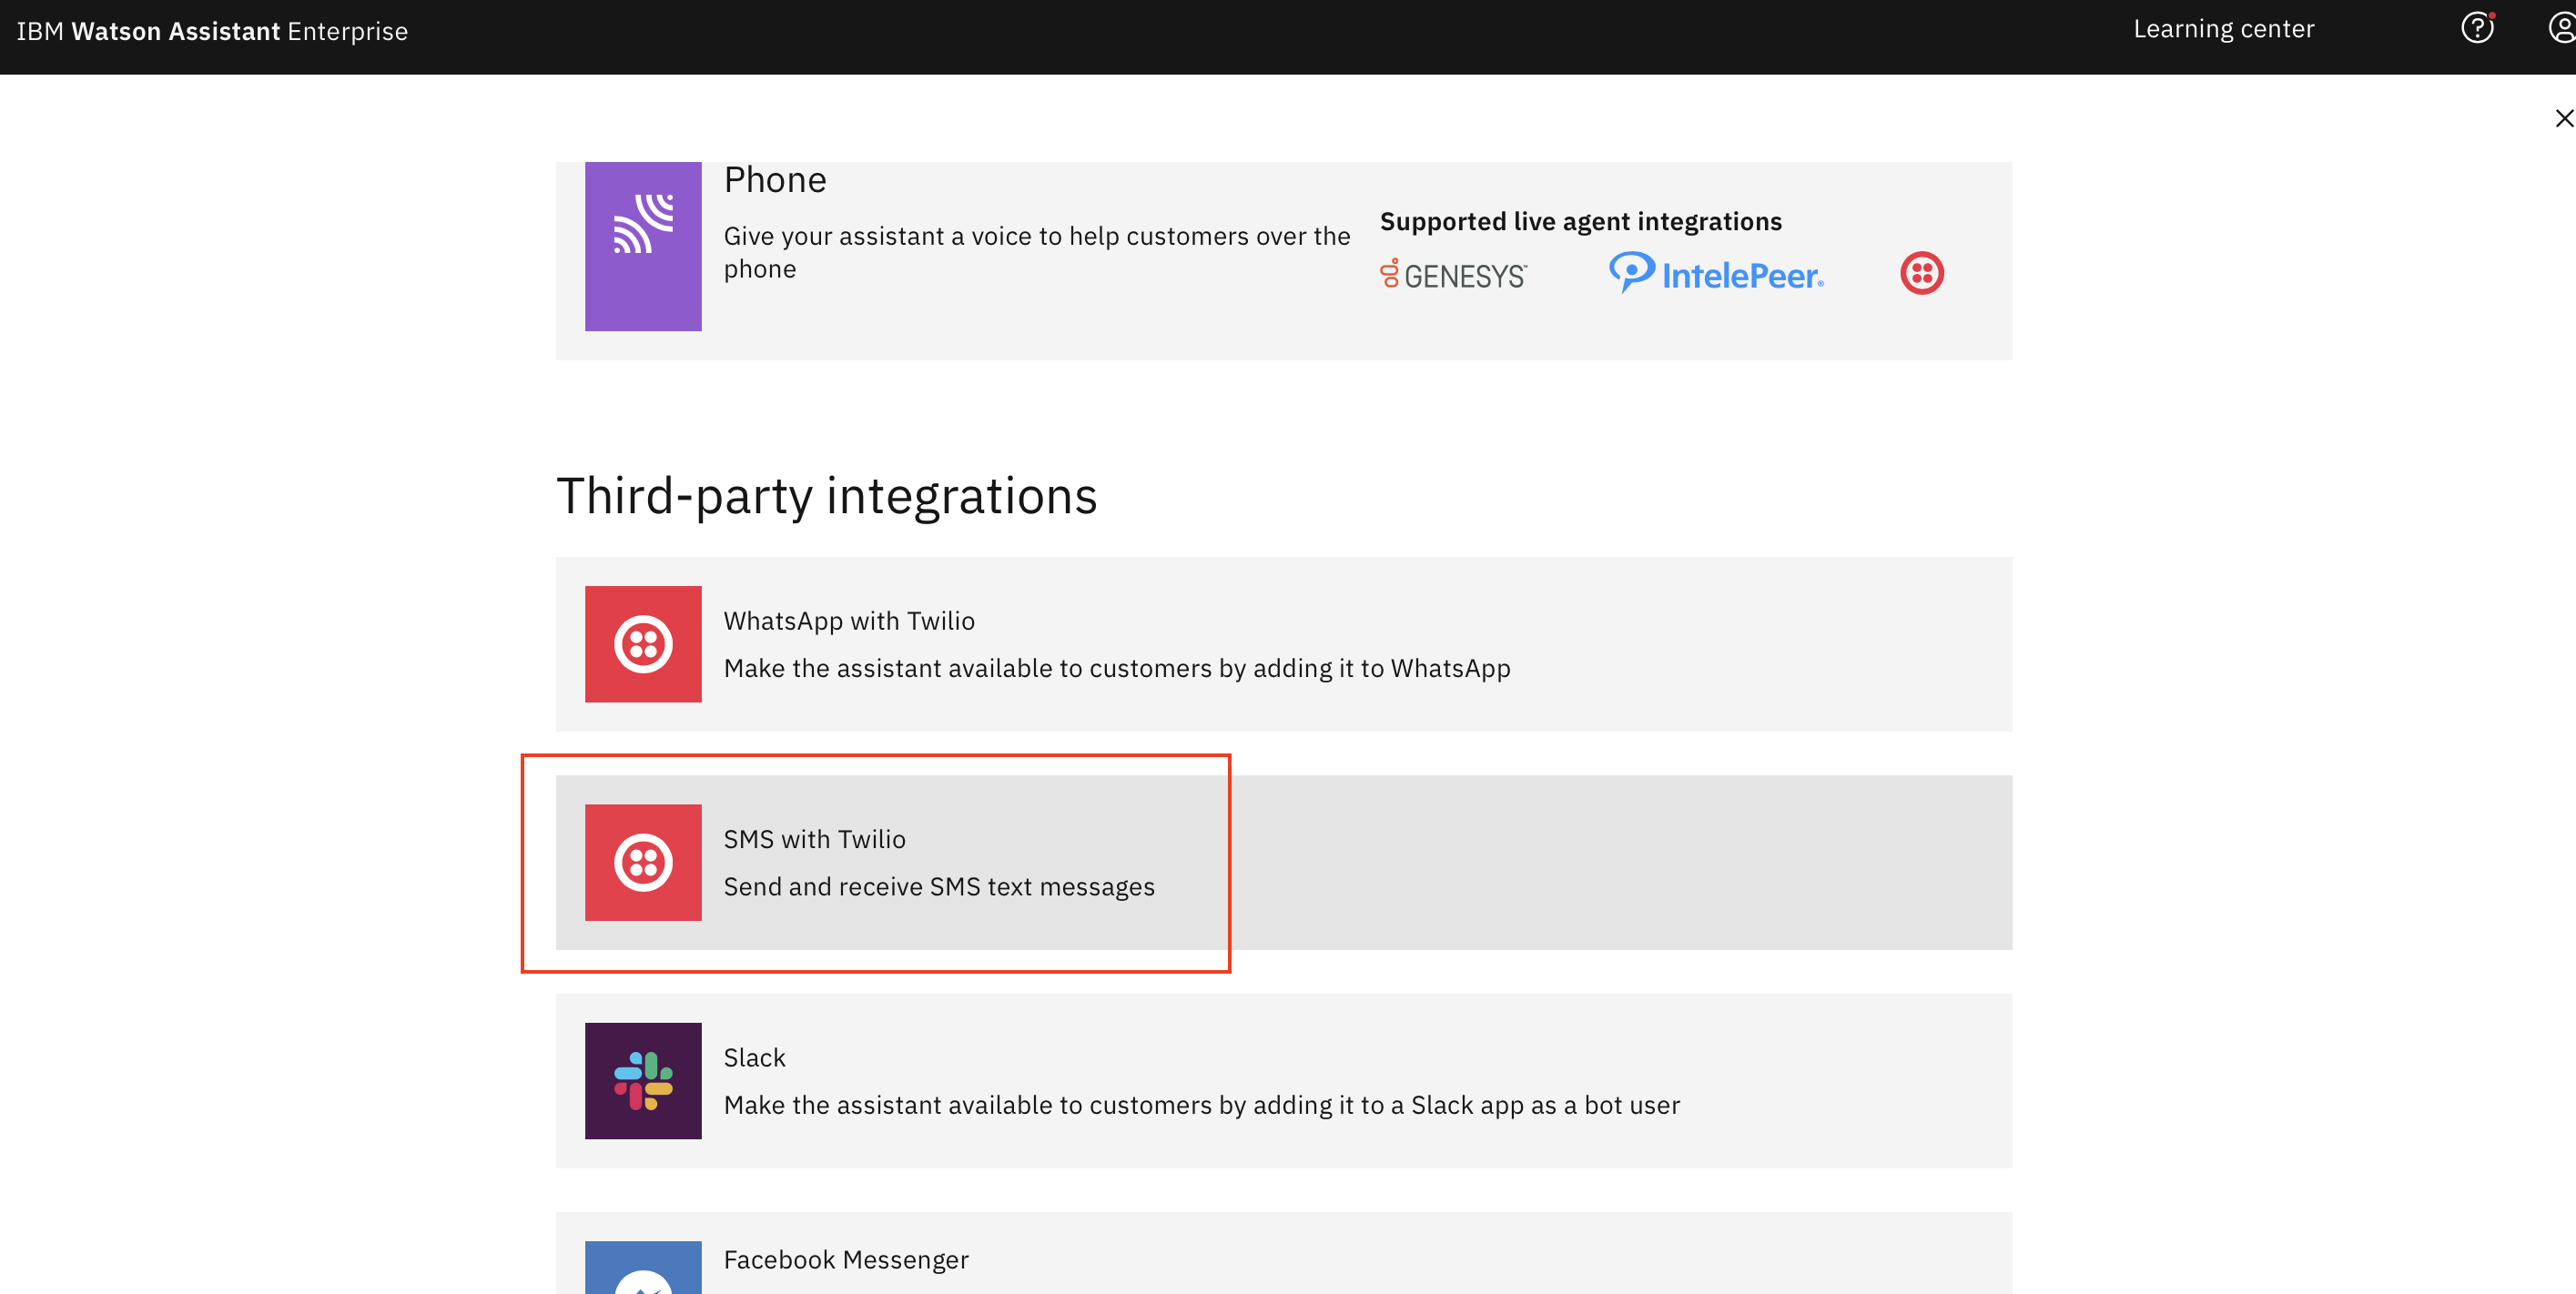 IBM Watson Assistant Enterprise
Learning center
Phone
Give your assistant a voice to help customers over the
phone
Supported live agent integrations
GENESYS™
IntelePeer®
Third-party integrations
WhatsApp with Twilio
Make the assistant available to customers by adding it to WhatsApp
SMS with Twilio
Send and receive SMS text messages
Slack
Make the assistant available to customers by adding it to a Slack app as a bot user
Facebook Messenger